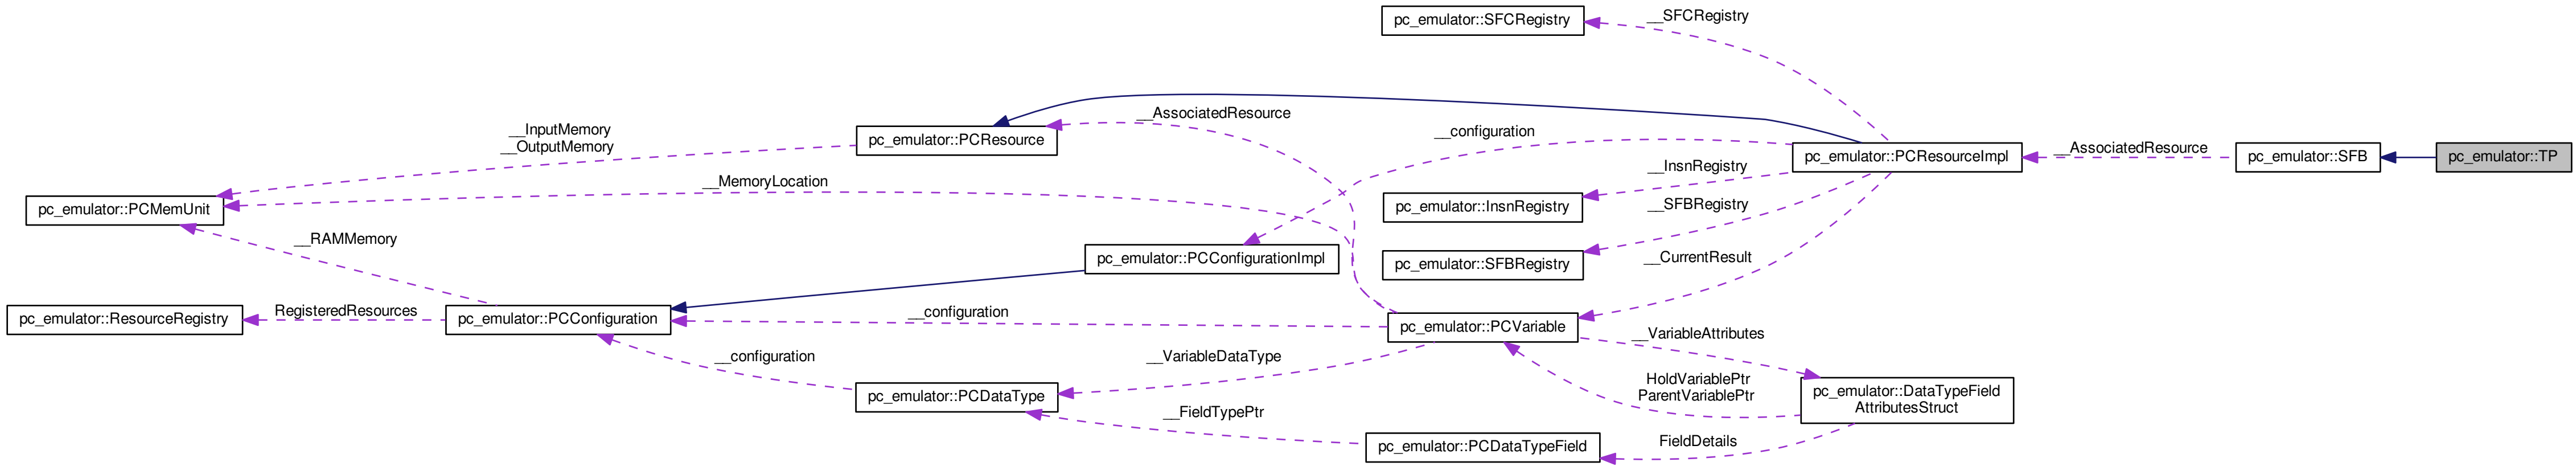 pc_emulator::SFCRegistry
__SFCRegistry
__AssociatedResource
__InputMemory
__OutputMemory
pc_emulator::PCResource
__configuration
pc_emulator::PCResourceImpl
__AssociatedResource
pc_emulator::SFB
pc_emulator::TP
__InsnRegistry
__MemoryLocation
pc_emulator::PCMemUnit
pc_emulator::InsnRegistry
__SFBRegistry
__RAMMemory
pc_emulator::PCConfigurationImpl
pc_emulator::SFBRegistry
__CurrentResult
RegisteredResources
pc_emulator::ResourceRegistry
pc_emulator::PCConfiguration
__configuration
pc_emulator::PCVariable
__VariableAttributes
__configuration
__VariableDataType
HoldVariablePtr
ParentVariablePtr
pc_emulator::DataTypeField
AttributesStruct
pc_emulator::PCDataType
__FieldTypePtr
pc_emulator::PCDataTypeField
FieldDetails